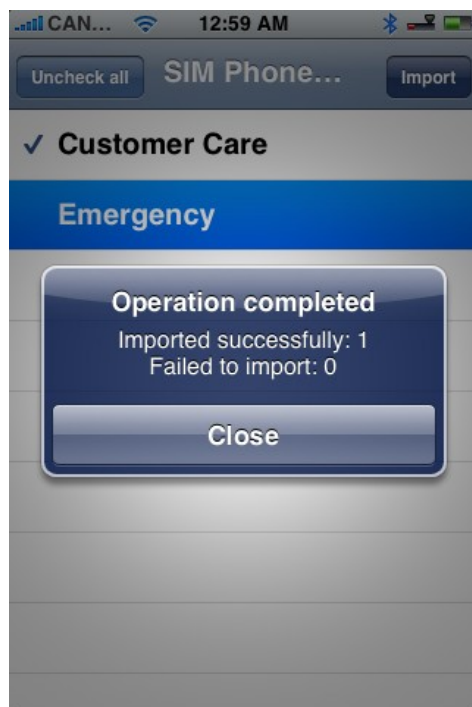 CAN... 12:59 AM
Uncheck all SIM Phone... Import
✓ Customer Care
Emergency
Operation completed
Imported successfully: 1
Failed to import: 0
Close